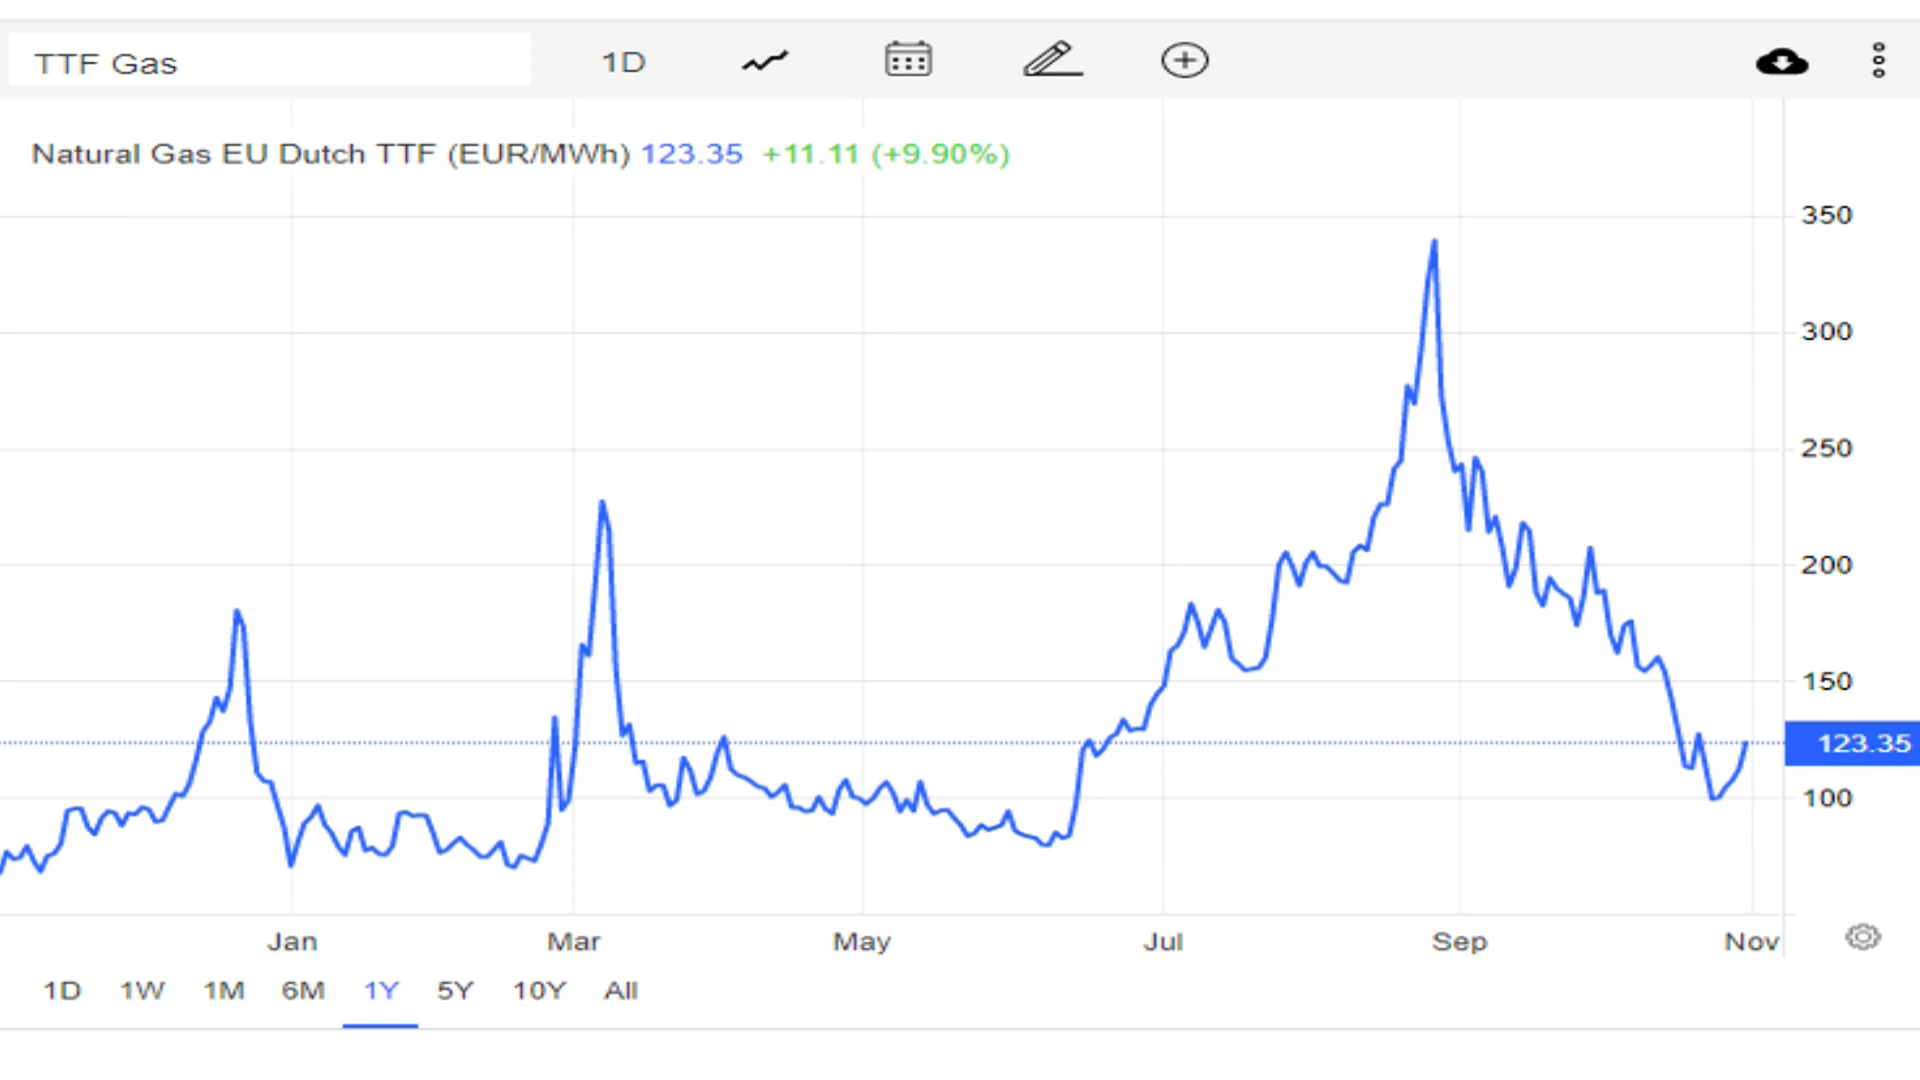 TTF Gas 1D
Natural Gas EU Dutch TTF (EUR/MWh) 123.35 +11.11 (+9.90%)
350
300
250
200
150
123.35
100
Jan Mar May Jul Sep Nov
1D 1W 1M 6M 1Y 5Y 10Y All